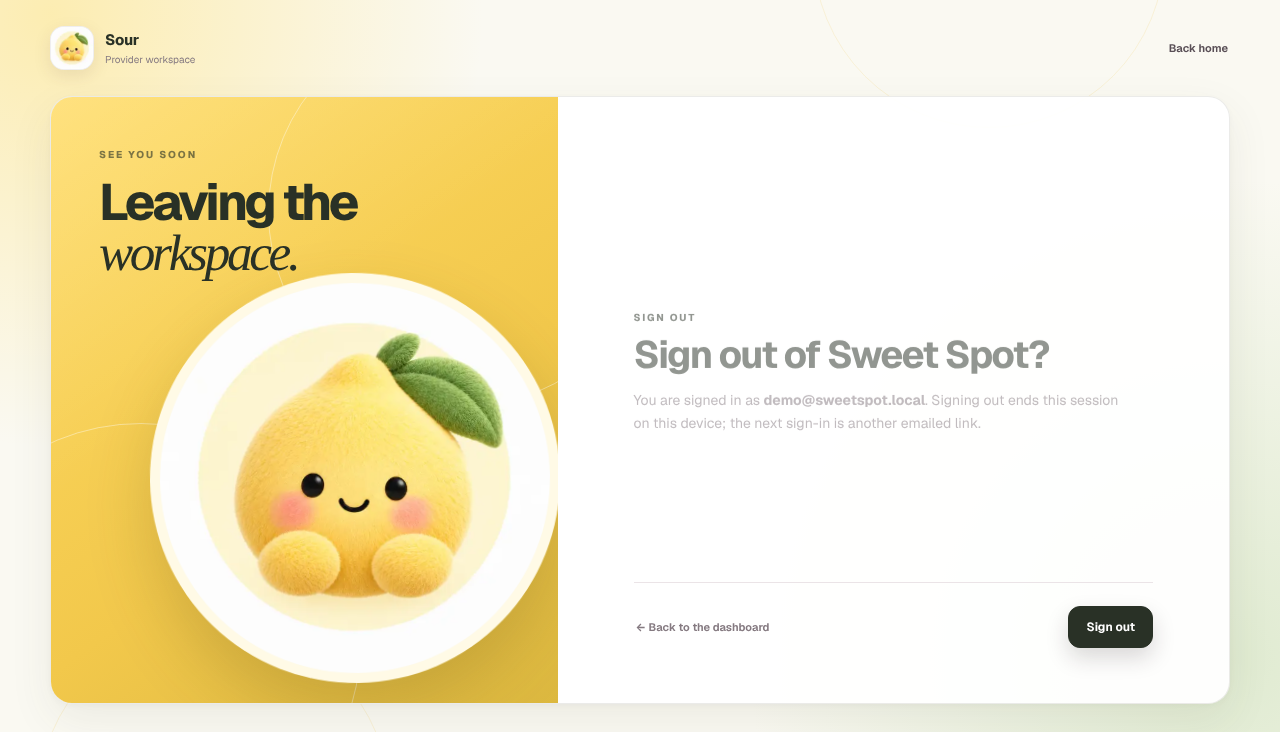 Sour
Provider workspace
Back home
SEE YOU SOON
Leaving the
workspace.
SIGN OUT
Sign out of Sweet Spot?
You are signed in as demo@sweetspot.local. Signing out ends this session
on this device; the next sign-in is another emailed link.
← Back to the dashboard
Sign out